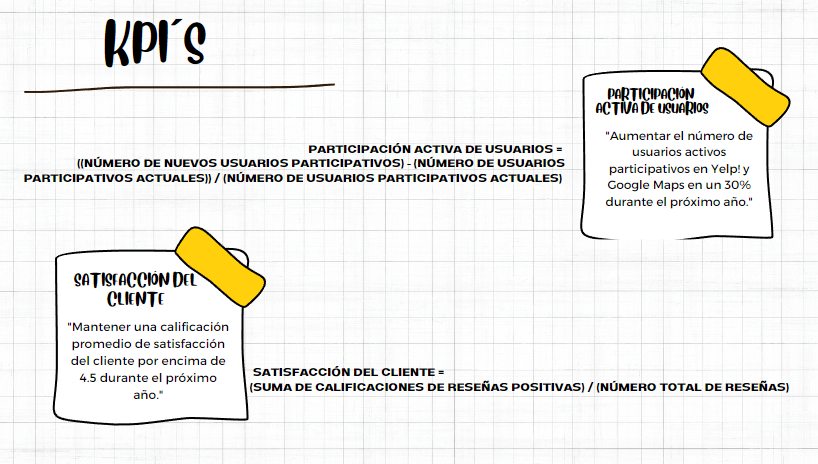 KPI´S
PARTICIPACIÓN
ACTIVA DE USUARIOS
"Aumentar el número de
usuarios activos
participativos en Yelp! y
Google Maps en un 30%
durante el próximo año."
PARTICIPACIÓN ACTIVA DE USUARIOS =
((NÚMERO DE NUEVOS USUARIOS PARTICIPATIVOS) - (NÚMERO DE USUARIOS
PARTICIPATIVOS ACTUALES)) / (NÚMERO DE USUARIOS PARTICIPATIVOS ACTUALES)
SATISFACCIÓN DEL
CLIENTE
"Mantener una calificación
promedio de satisfacción
del cliente por encima de
4.5 durante el próximo
año."
SATISFACCIÓN DEL CLIENTE =
(SUMA DE CALIFICACIONES DE RESEÑAS POSITIVAS) / (NÚMERO TOTAL DE RESEÑAS)